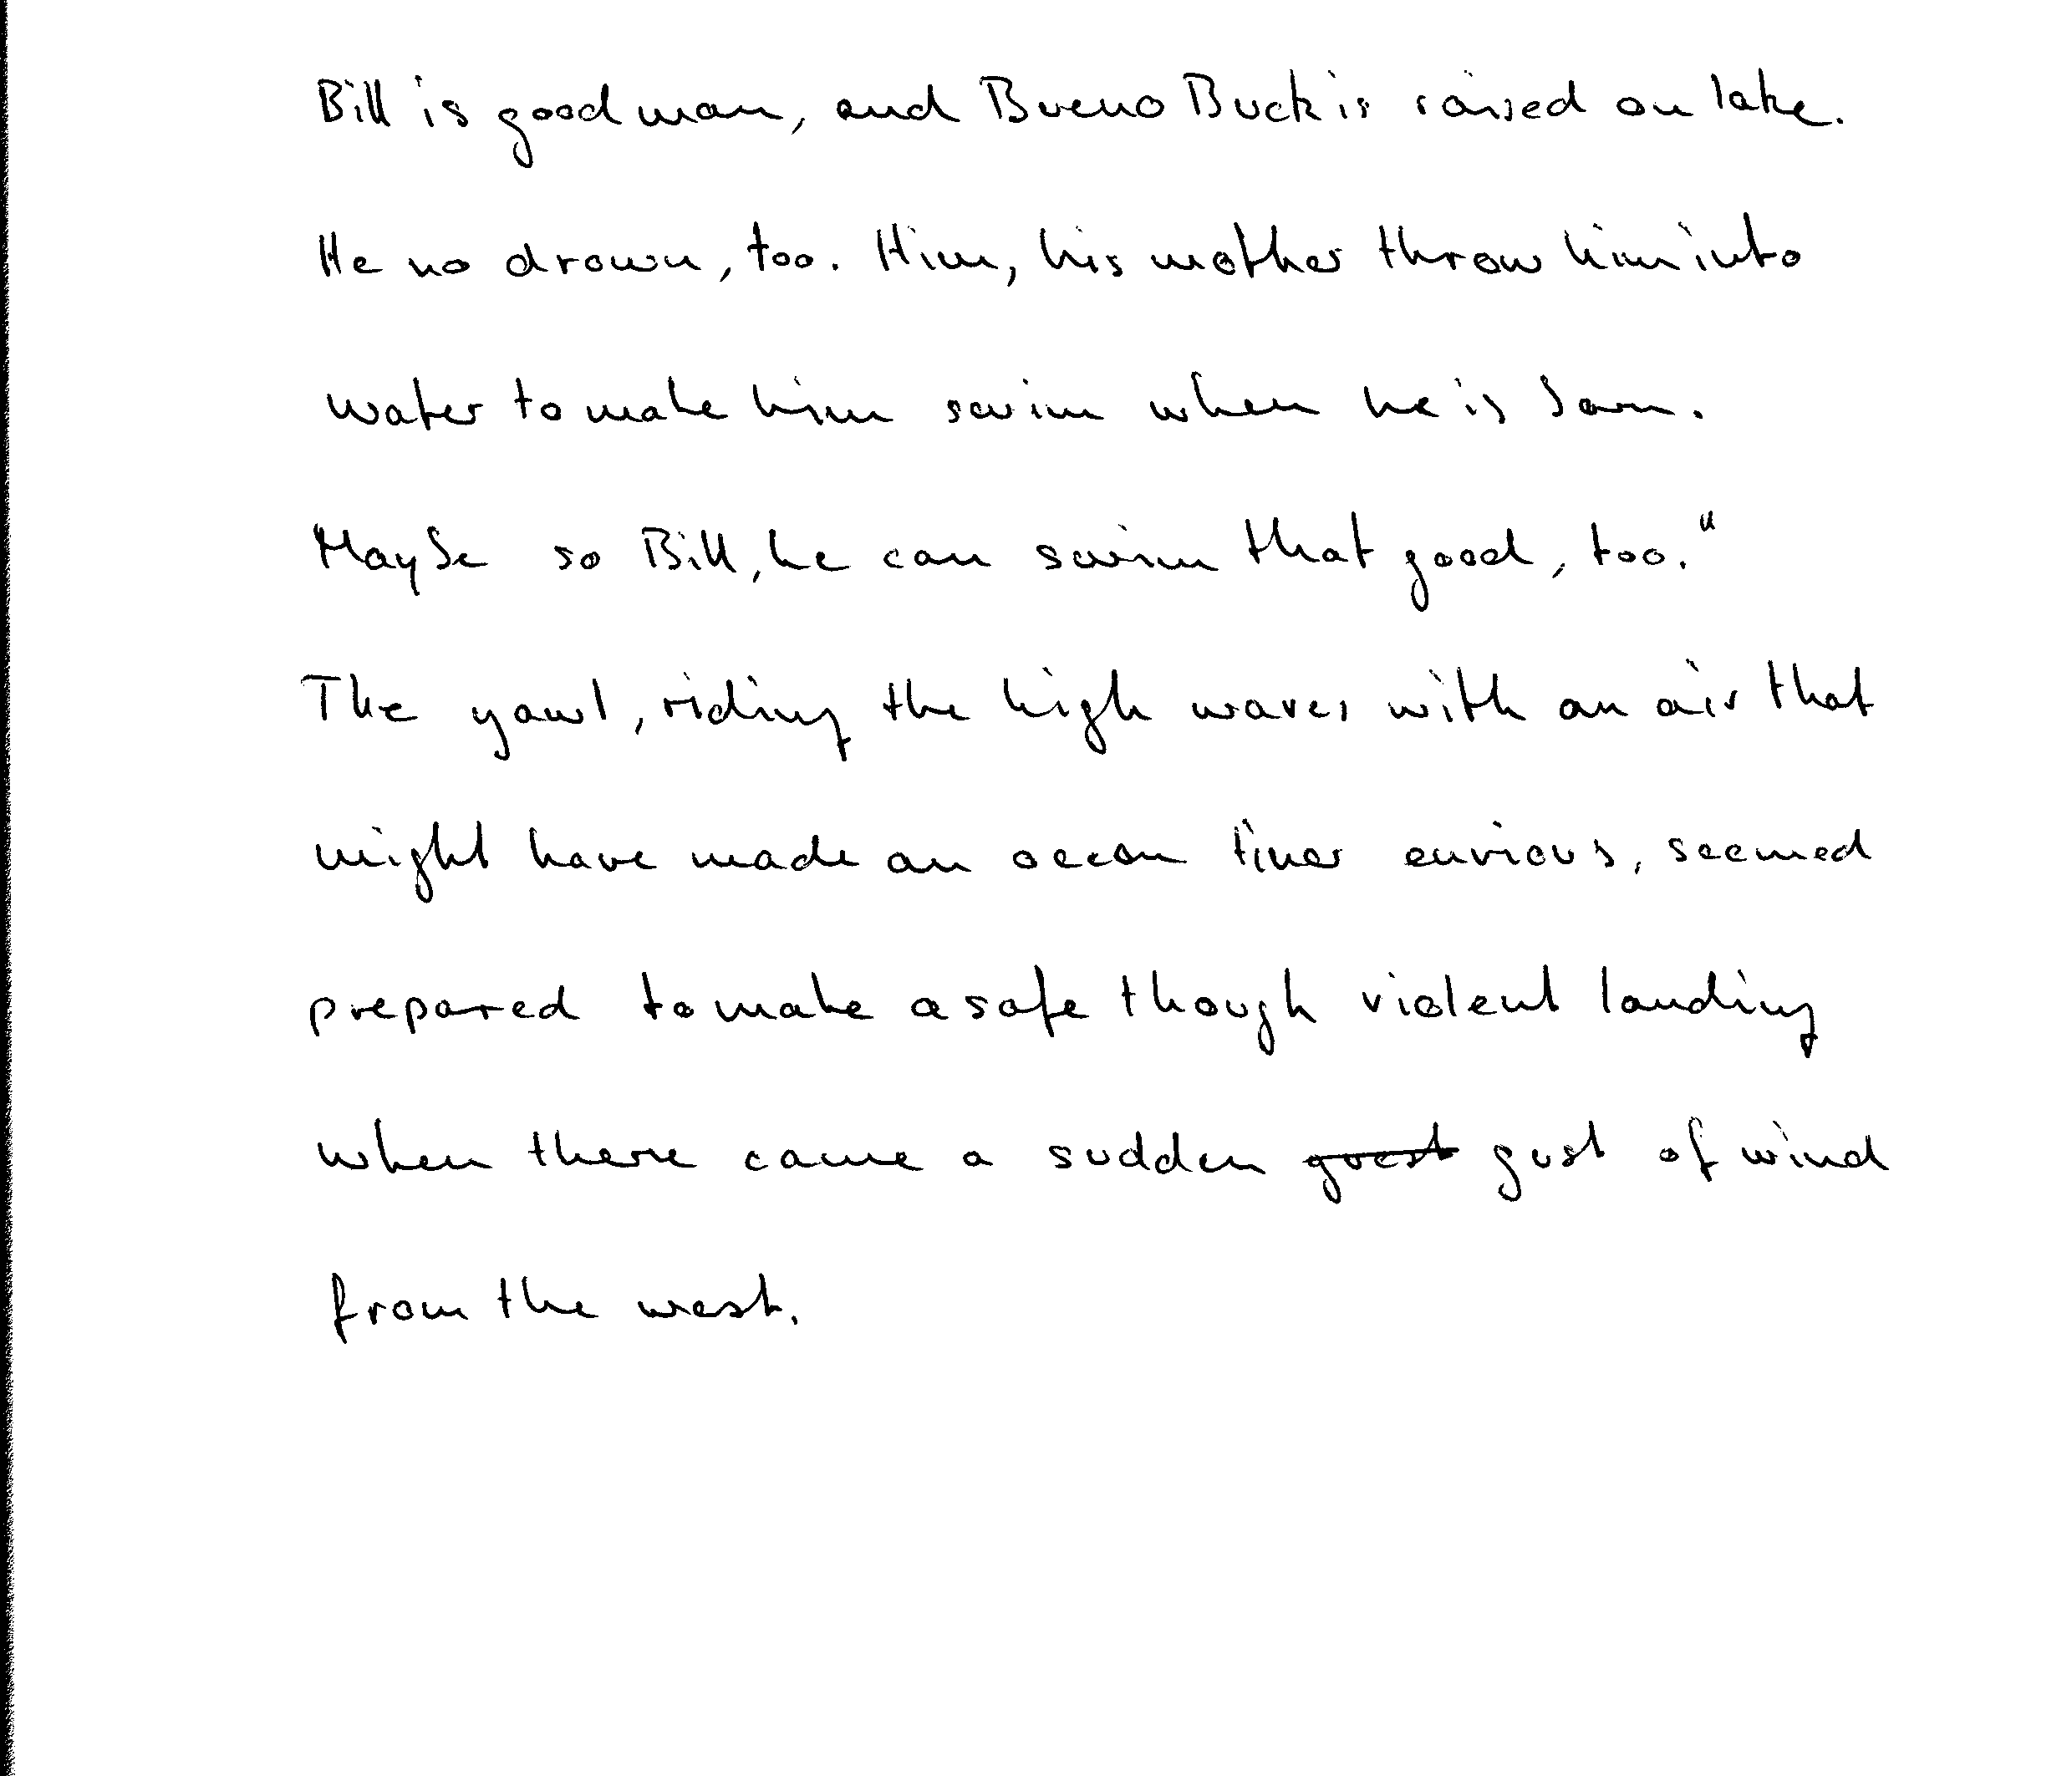 Bill is good man, and Bueno Buck is raised on lake.
He no drown, too. Him, his mother throw him into
water to make him swim when he is born.
Maybe so Bill, he can swim that good, too."
The yawl, riding the high waves with an air that
might have made an ocean liner envious, seemed
prepared to make a safe though violent landing
when there came a sudden gust of wind
from the west.